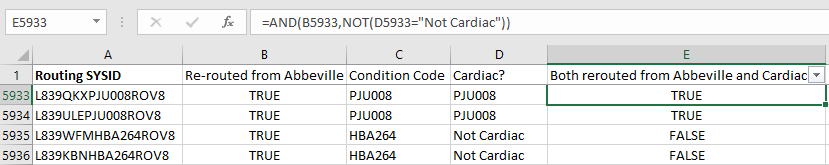 E5933 fx =AND(B5933,NOT(D5933="Not Cardiac"))
A B C D E
1 Routing SYSID Re-routed from Abbeville Condition Code Cardiac? Both rerouted from Abbeville and Cardiac
5933 L839QKXPJU008ROV8 TRUE PJU008 PJU008 TRUE
5934 L839ULEPJU008ROV8 TRUE PJU008 PJU008 TRUE
5935 L839WFMHBA264ROV8 TRUE HBA264 Not Cardiac FALSE
5936 L839KBNHBA264ROV8 TRUE HBA264 Not Cardiac FALSE